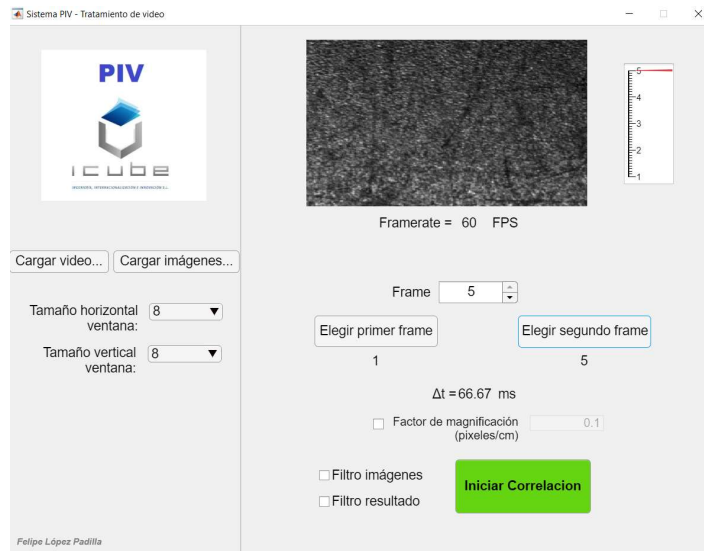 Sistema PIV - Tratamiento de video
PIV
icube
Cargar video...
Cargar imágenes...
Tamaño horizontal
ventana:
8
Tamaño vertical
ventana:
8
Felipe López Padilla
5
4
3
2
1
Framerate = 60 FPS
Frame
5
Elegir primer frame
Elegir segundo frame
1
5
Δt = 66.67 ms
Factor de magnificación
(pixeles/cm)
0.1
Filtro imágenes
Filtro resultado
Iniciar Correlacion